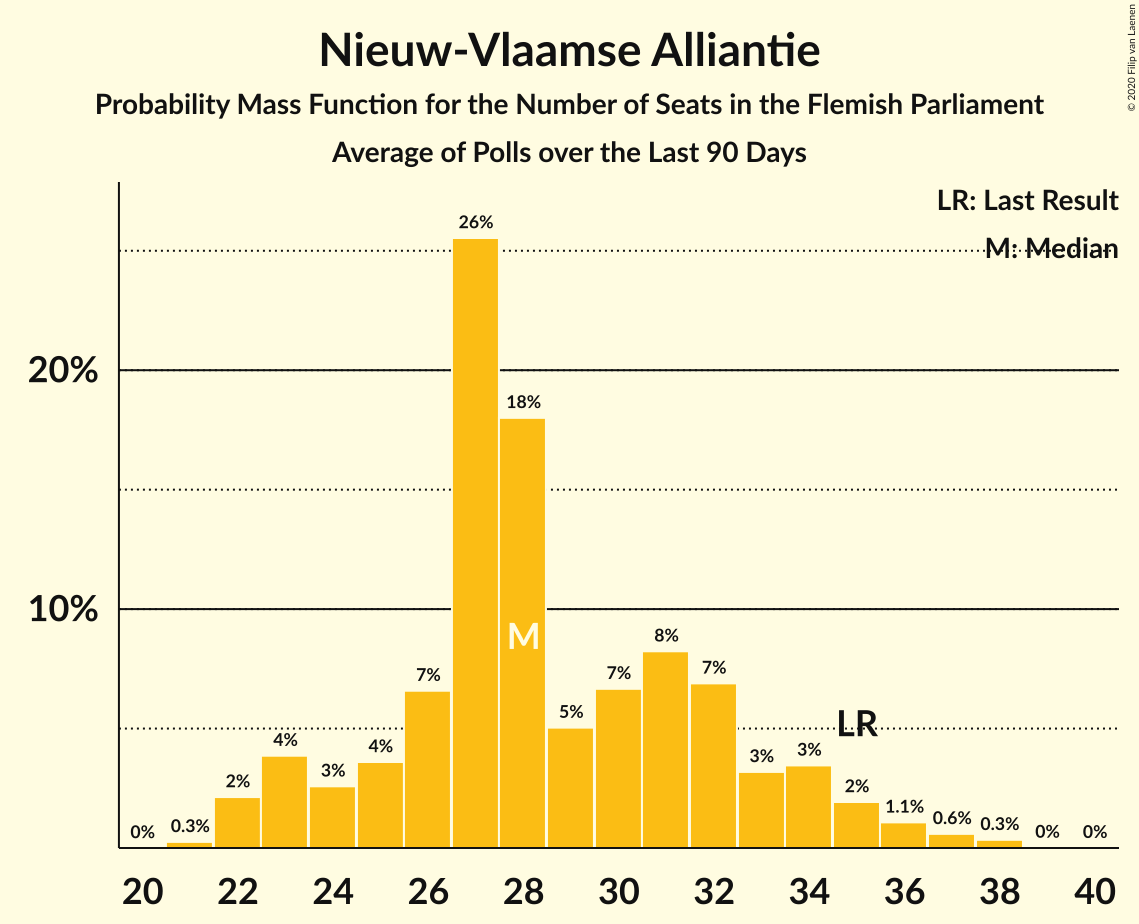 Nieuw-Vlaamse Alliantie
Probability Mass Function for the Number of Seats in the Flemish Parliament
Average of Polls over the Last 90 Days
© 2020 Filip van Laenen
LR: Last Result
M: Median
20%
10%
0%
0.3%
2%
4%
3%
4%
7%
26%
18%
5%
7%
8%
7%
3%
3%
2%
1.1%
0.6%
0.3%
0%
0%
M
LR
20 22 24 26 28 30 32 34 36 38 40